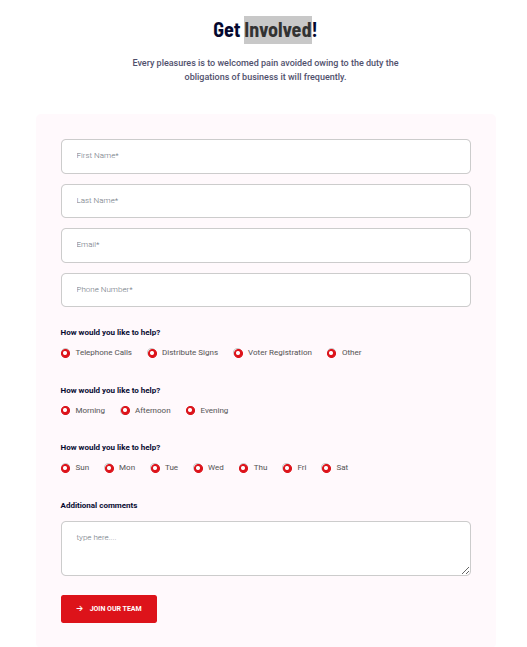 Get Involved!
Every pleasures is to welcomed pain avoided owing to the duty the
obligations of business it will frequently.
First Name*
Last Name*
Email*
Phone Number*
How would you like to help?
Telephone Calls Distribute Signs Voter Registration Other
How would you like to help?
Morning Afternoon Evening
How would you like to help?
Sun Mon Tue Wed Thu Fri Sat
Additional comments
type here...
JOIN OUR TEAM